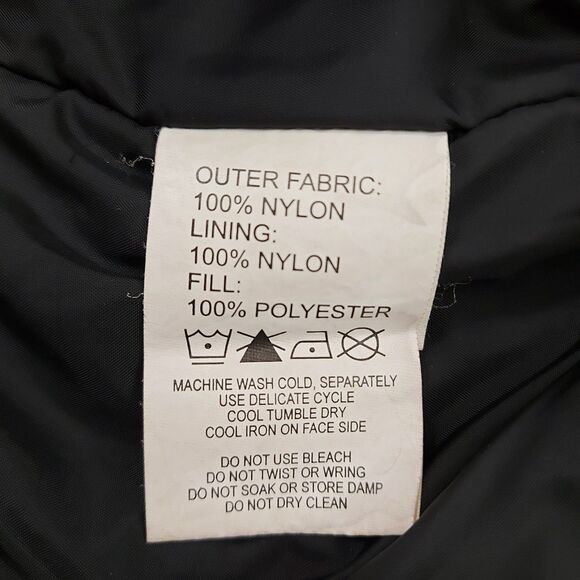 OUTER FABRIC:
100% NYLON
LINING:
100% NYLON
FILL:
100% POLYESTER
MACHINE WASH COLD, SEPARATELY
USE DELICATE CYCLE
COOL TUMBLE DRY
COOL IRON ON FACE SIDE
DO NOT USE BLEACH
DO NOT TWIST OR WRING
DO NOT SOAK OR STORE DAMP
DO NOT DRY CLEAN